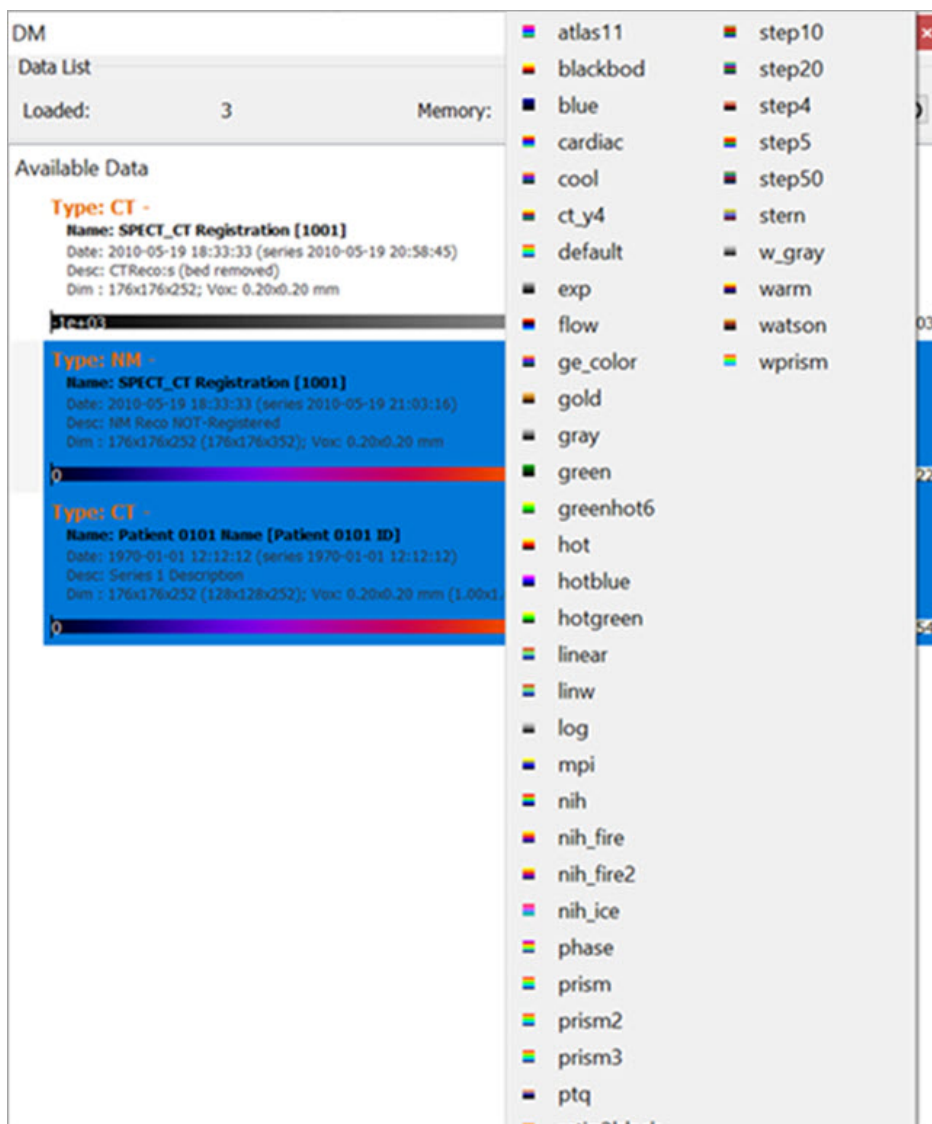 DM
Data List
Loaded: 3 Memory:
Available Data
Type: CT -
Name: SPECT_CT Registration [1001]
Date: 2010-05-19 18:33:33 (series 2010-05-19 20:58:45)
Desc: CTReco:s (bed removed)
Dim : 176x176x252; Vox: 0.20x0.20 mm
-1e+03 03
Type: NM -
Name: SPECT_CT Registration [1001]
Date: 2010-05-19 18:33:33 (series 2010-05-19 21:03:16)
Desc: NM Reco NOT-Registered
Dim : 176x176x252 (176x176x352); Vox: 0.20x0.20 mm
0 22
Type: CT -
Name: Patient 0101 Name [Patient 0101 ID]
Date: 1970-01-01 12:12:12 (series 1970-01-01 12:12:12)
Desc: Series 1 Description
Dim : 176x176x252 (128x128x252); Vox: 0.20x0.20 mm (1.00x1.
0 54
atlas11
blackbod
blue
cardiac
cool
ct_y4
default
exp
flow
ge_color
gold
gray
green
greenhot6
hot
hotblue
hotgreen
linear
linw
log
mpi
nih
nih_fire
nih_fire2
nih_ice
phase
prism
prism2
prism3
ptq
step10
step20
step4
step5
step50
stern
w_gray
warm
watson
wprism